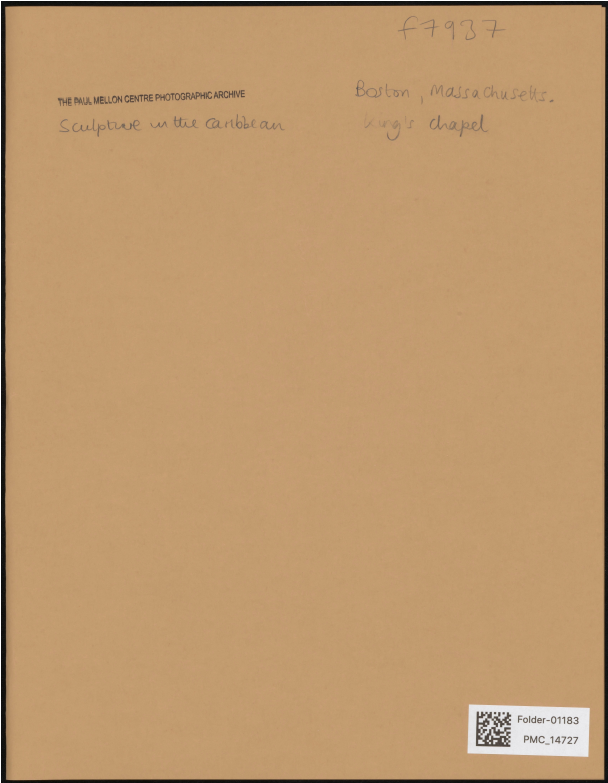 f7937
THE PAUL MELLON CENTRE PHOTOGRAPHIC ARCHIVE
Sculpture in the Caribbean
Boston, Massachusetts.
King's chapel
Folder-01183
PMC_14727